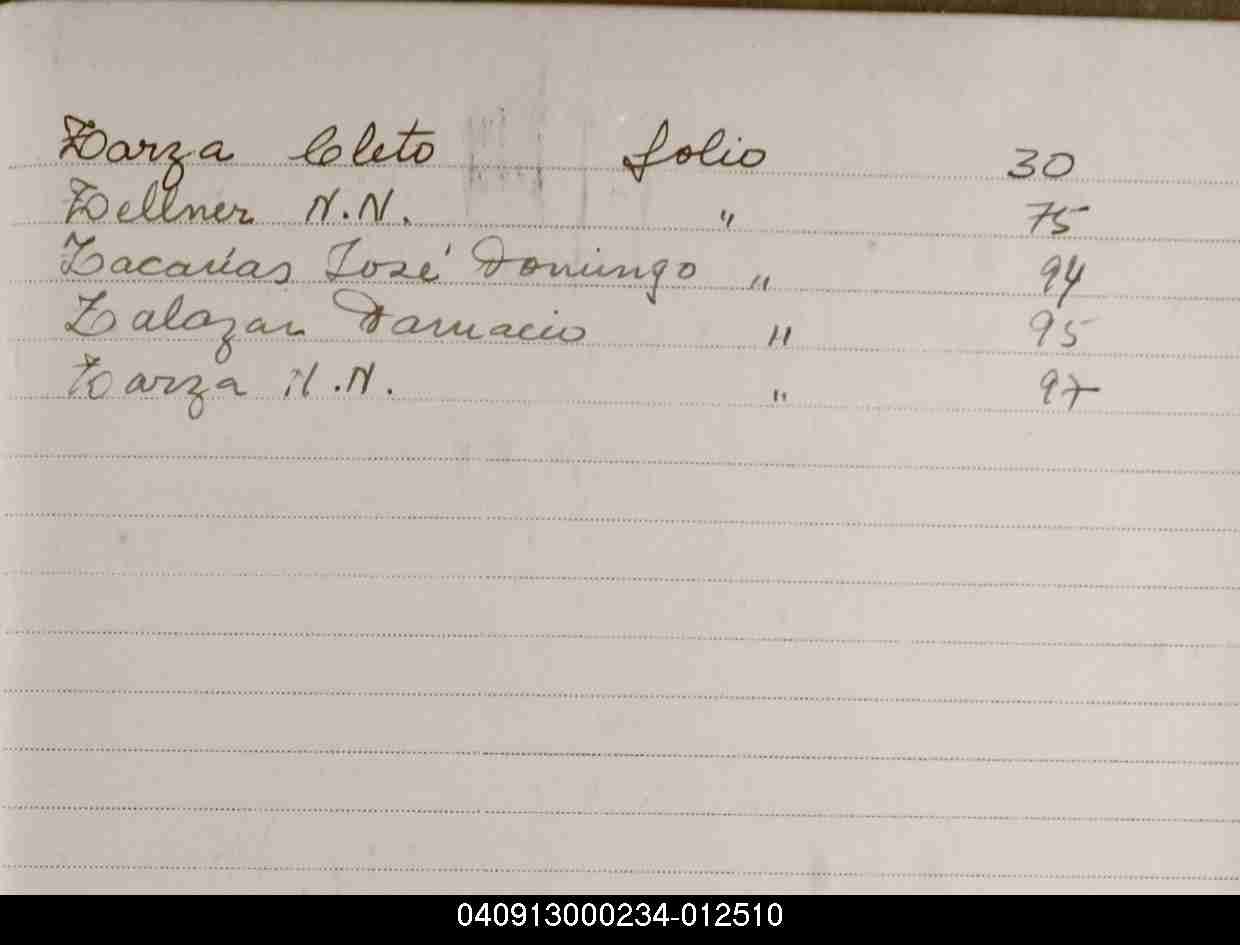 Zarza Cleto folio 30
Zellner N.N. " 75
Zacarías José Domingo " 94
Zalazar Damacio " 95
Zarza N.N. " 97
040913000234-012510